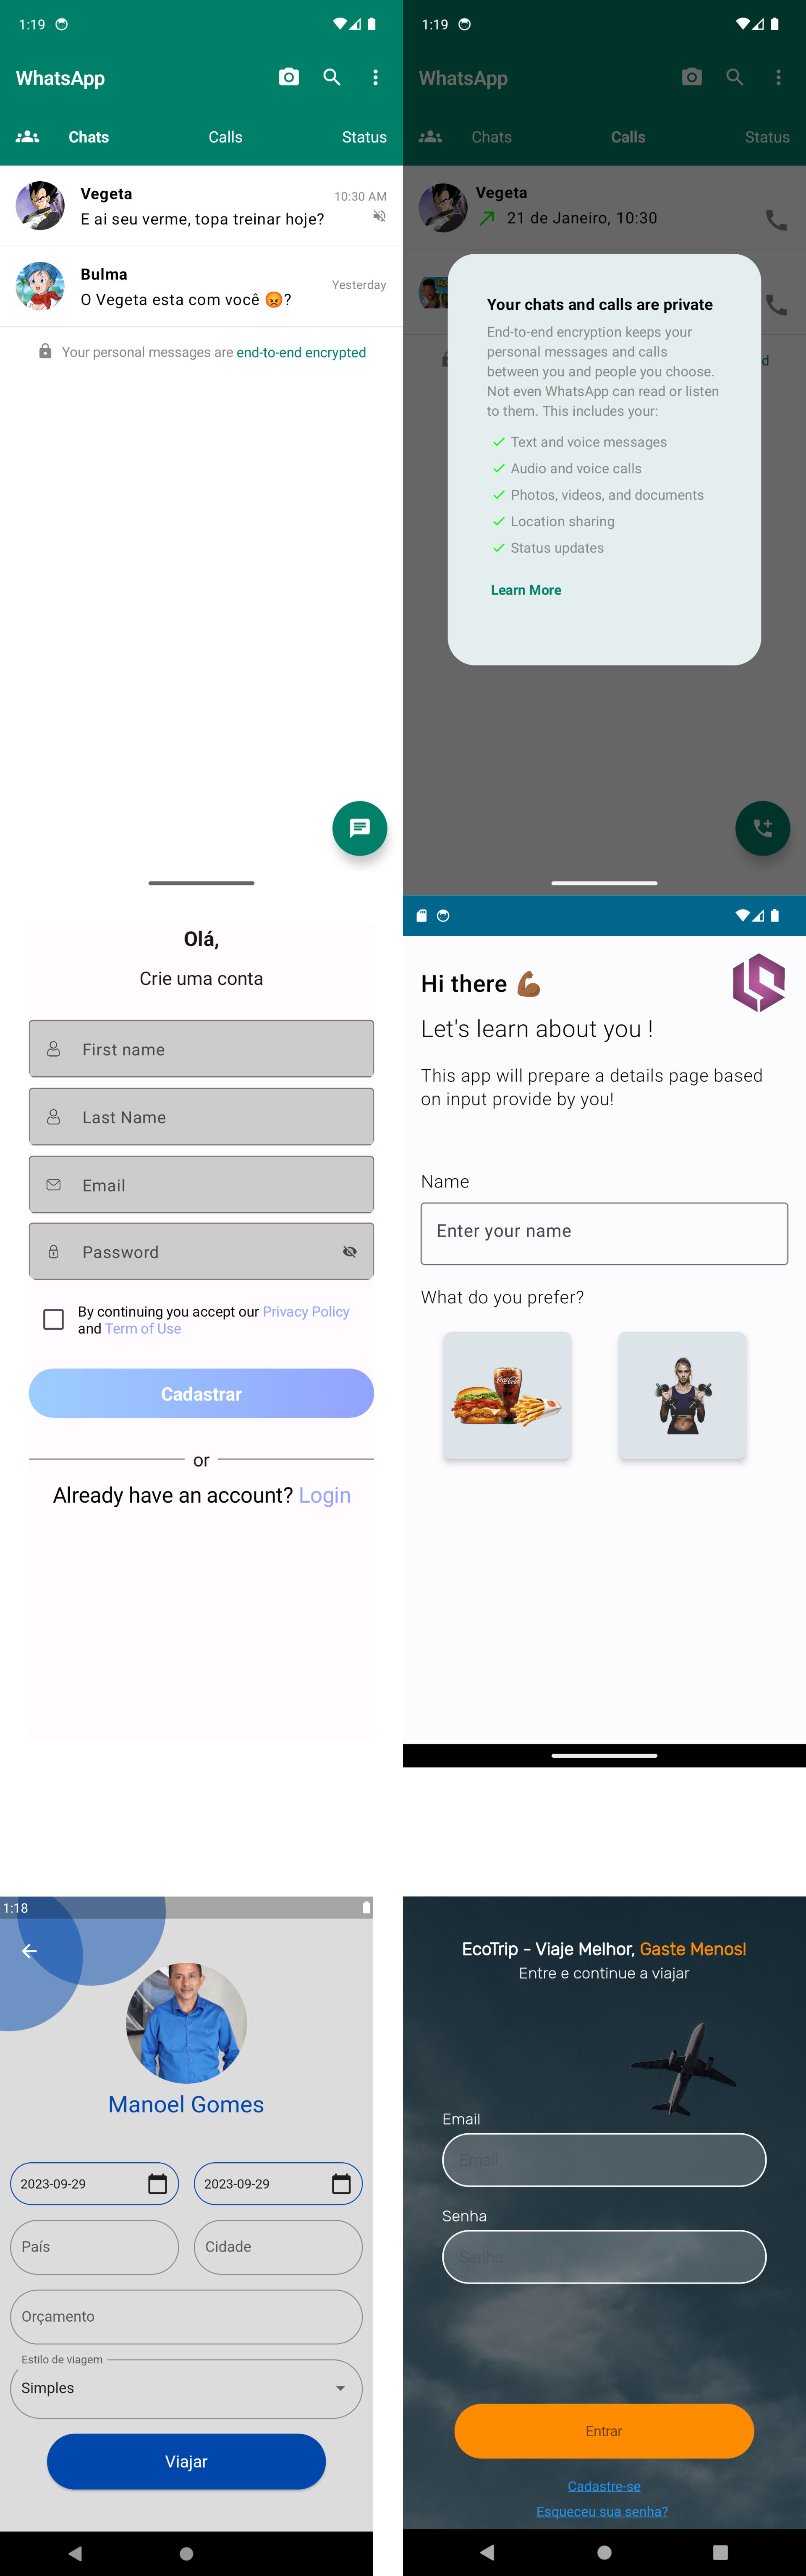 1:19
WhatsApp
Chats Calls Status
Vegeta
10:30 AM
E ai seu verme, topa treinar hoje?
Bulma
Yesterday
O Vegeta esta com você 😡?
Your personal messages are end-to-end encrypted
1:19
WhatsApp
Chats Calls Status
Vegeta
21 de Janeiro, 10:30
d
Your chats and calls are private
End-to-end encryption keeps your
personal messages and calls
between you and people you choose.
Not even WhatsApp can read or listen
to them. This includes your:
Text and voice messages
Audio and voice calls
Photos, videos, and documents
Location sharing
Status updates
Learn More
Olá,
Crie uma conta
First name
Last Name
Email
Password
By continuing you accept our Privacy Policy
and Term of Use
Cadastrar
or
Already have an account? Login
Hi there 💪🏾
Let's learn about you !
This app will prepare a details page based
on input provide by you!
Name
Enter your name
What do you prefer?
Coca-Cola
1:18
Manoel Gomes
2023-09-29 2023-09-29
País Cidade
Orçamento
Estilo de viagem
Simples
Viajar
EcoTrip - Viaje Melhor, Gaste Menos!
Entre e continue a viajar
Email
Email
Senha
Senha
Entrar
Cadastre-se
Esqueceu sua senha?